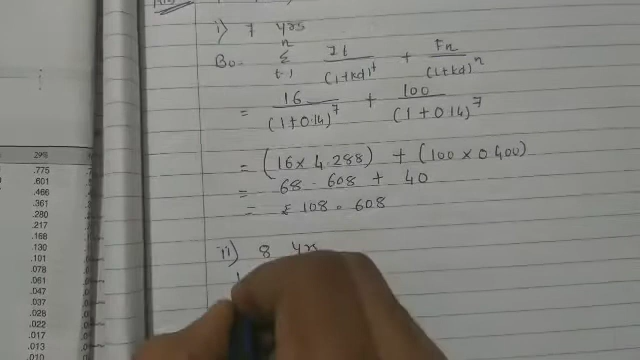 i) 7 yrs
B₀ = n Σ t=1 It / (1+kd)^t + Fn / (1+kd)^n
= 16 / (1+0.14)^7 + 100 / (1+0.14)^7
= (16 x 4.288) + (100 x 0.400)
= 68.608 + 40
= ₹ 108.608
ii) 8 yrs
29%
.775
.601
.466
.361
.280
.217
.168
.130
.101
.078
.061
.047
.037
.028
.022
.017
.013
.010